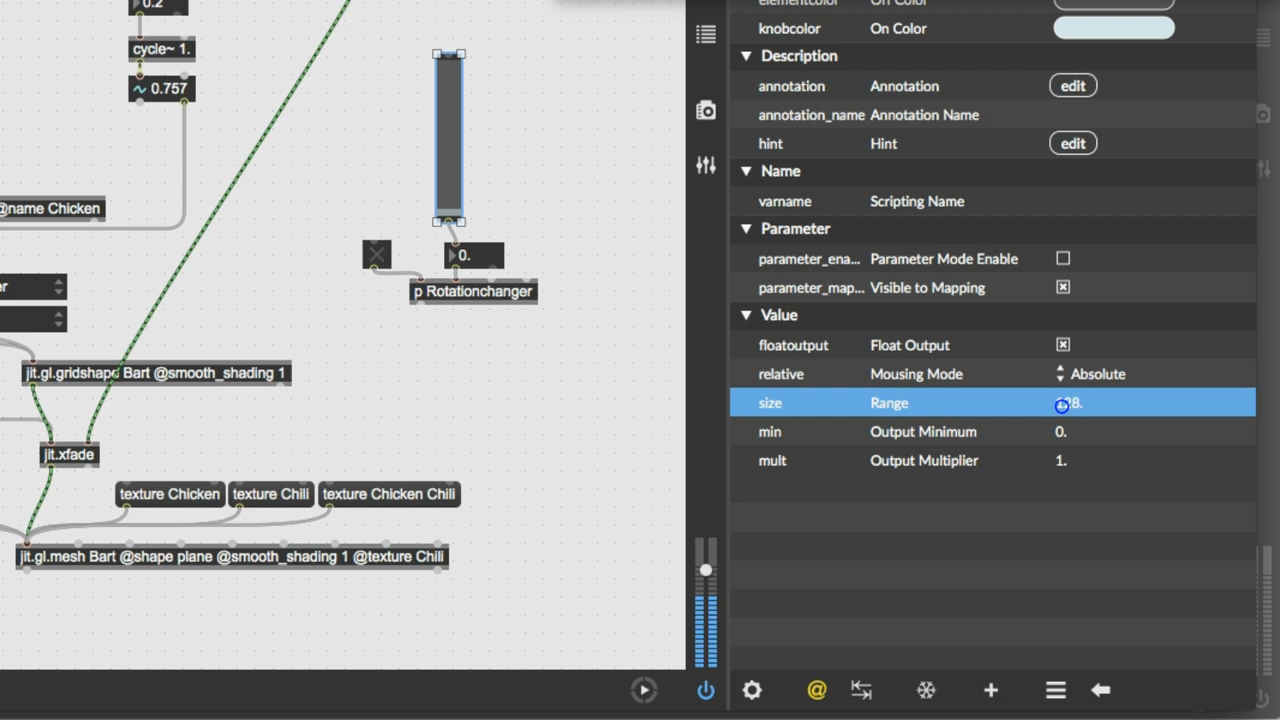 0.2
cycle~ 1.
0.757
@name Chicken
er
0.
p Rotationchanger
jit.gl.gridshape Bart @smooth_shading 1
jit.xfade
texture Chicken
texture Chili
texture Chicken Chili
jit.gl.mesh Bart @shape plane @smooth_shading 1 @texture Chili
elementcolor On Color
knobcolor On Color
Description
annotation Annotation edit
annotation_name Annotation Name
hint Hint edit
Name
varname Scripting Name
Parameter
parameter_ena... Parameter Mode Enable
parameter_map... Visible to Mapping
Value
floatoutput Float Output
relative Mousing Mode Absolute
size Range 128.
min Output Minimum 0.
mult Output Multiplier 1.